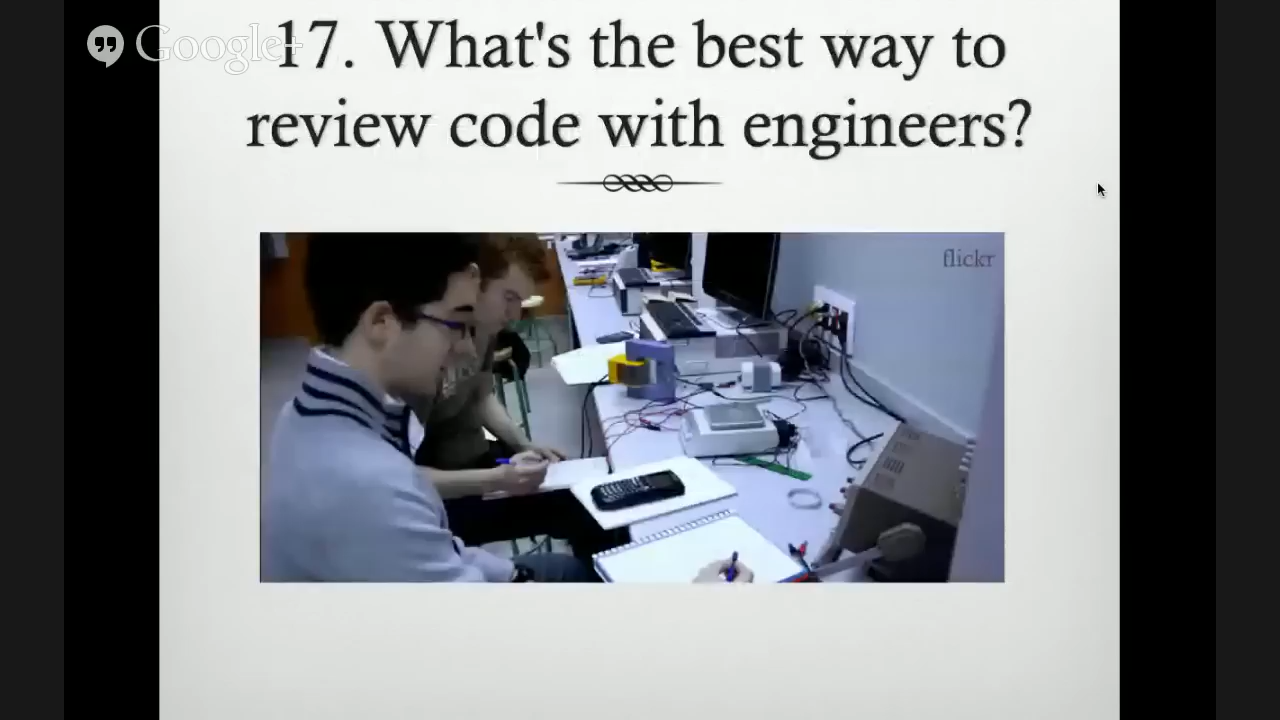 Google+
17. What's the best way to
review code with engineers?
flickr